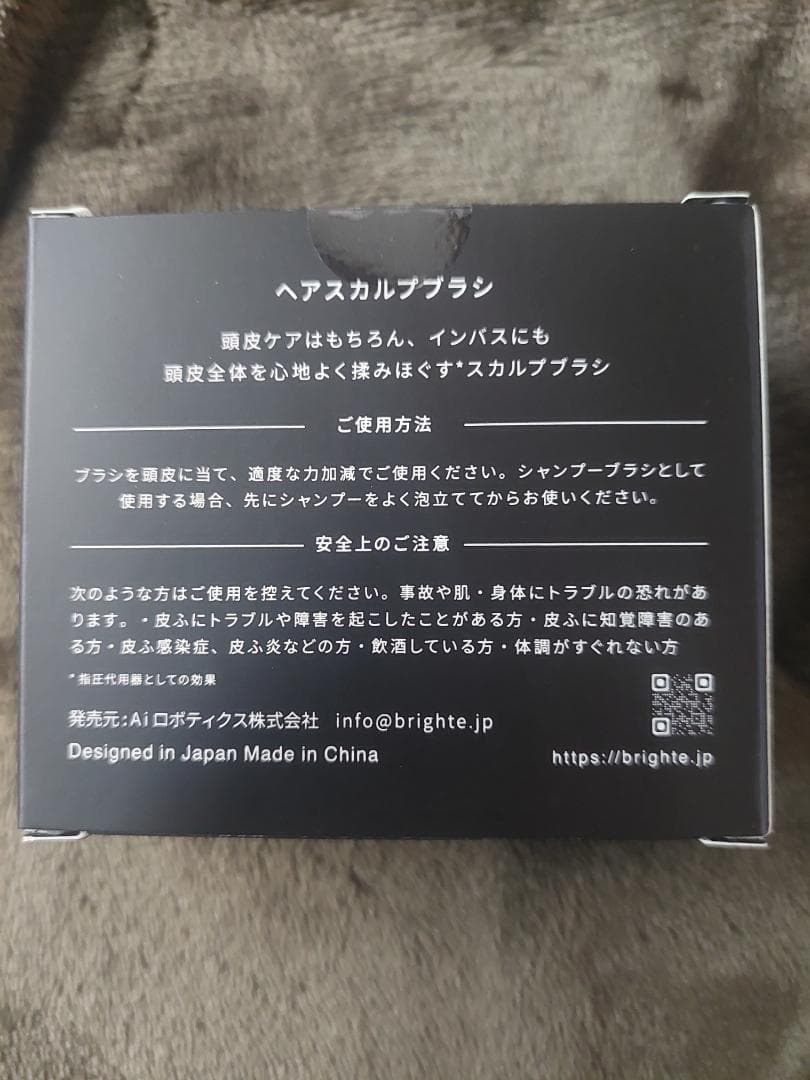 ヘアスカルプブラシ
頭皮ケアはもちろん、インバスにも
頭皮全体を心地よく揉みほぐす*スカルプブラシ
ご使用方法
ブラシを頭皮に当て、適度な力加減でご使用ください。シャンプーブラシとして
使用する場合、先にシャンプーをよく泡立ててからお使いください。
安全上のご注意
次のような方はご使用を控えてください。事故や肌・身体にトラブルの恐れがあ
ります。・皮ふにトラブルや障害を起こしたことがある方・皮ふに知覚障害のあ
る方・皮ふ感染症、皮ふ炎などの方・飲酒している方・体調がすぐれない方
*指圧代用器としての効果
発売元:Aiロボティクス株式会社 info@brighte.jp
Designed in Japan Made in China
https://brighte.jp